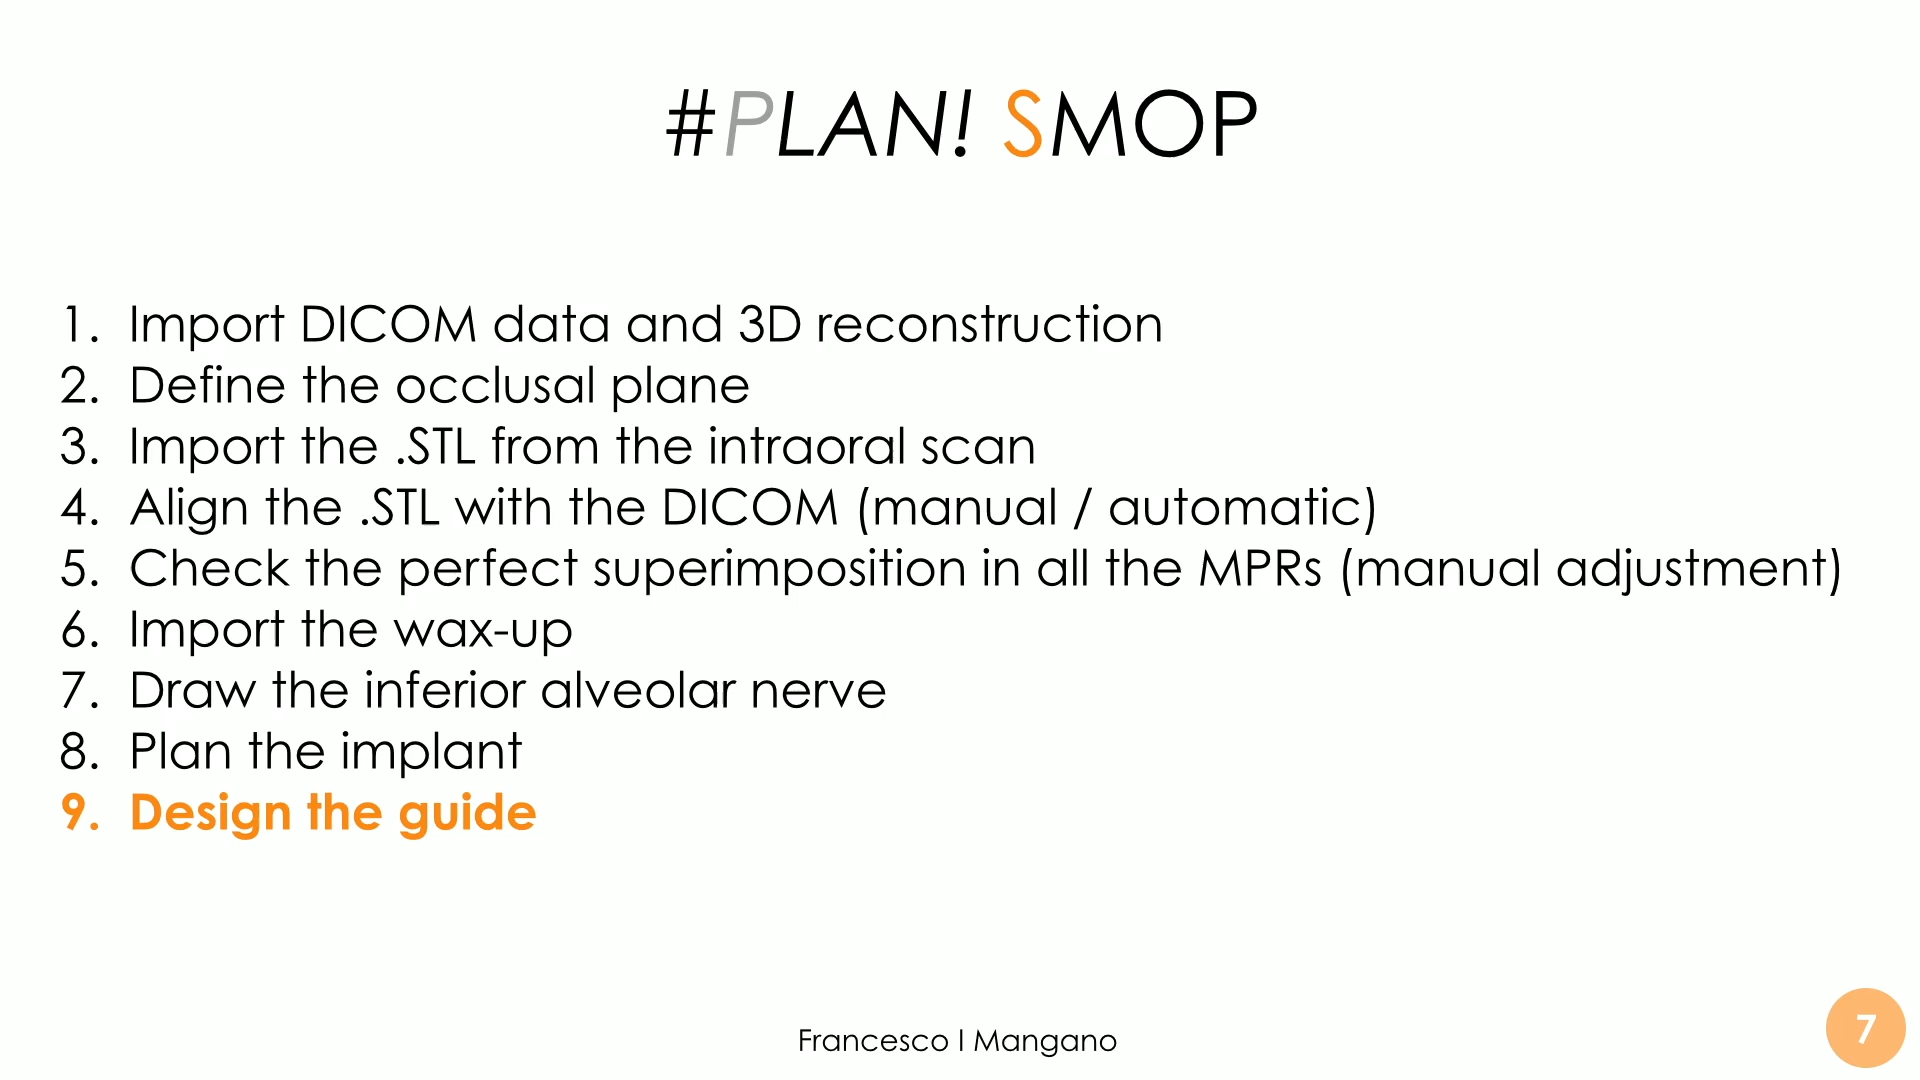 #PLAN! SMOP
1. Import DICOM data and 3D reconstruction
2. Define the occlusal plane
3. Import the .STL from the intraoral scan
4. Align the .STL with the DICOM (manual / automatic)
5. Check the perfect superimposition in all the MPRs (manual adjustment)
6. Import the wax-up
7. Draw the inferior alveolar nerve
8. Plan the implant
9. Design the guide
Francesco I Mangano
7